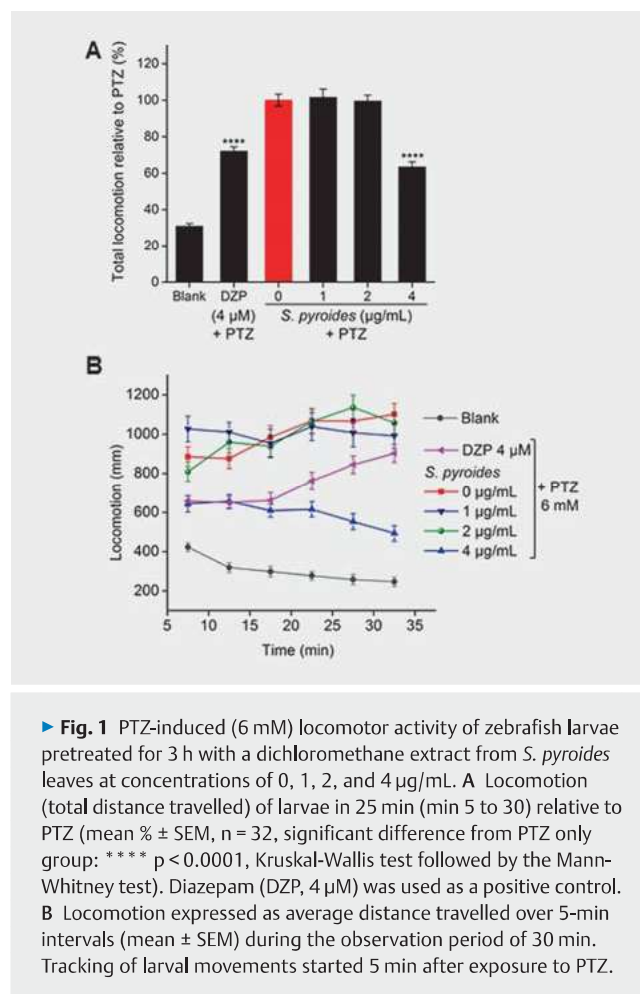 A
Total locomotion relative to PTZ (%)
120
100
80
60
40
20
0
****
****
Blank
DZP
(4 µM)
+ PTZ
0
1
2
4
S. pyroides (µg/mL)
+ PTZ
B
Locomotion (mm)
1200
1000
800
600
400
200
5
10
15
20
25
30
35
Time (min)
Blank
DZP 4 µM
S. pyroides
0 µg/mL
1 µg/mL
2 µg/mL
4 µg/mL
+ PTZ
6 mM
► Fig. 1 PTZ-induced (6 mM) locomotor activity of zebrafish larvae
pretreated for 3 h with a dichloromethane extract from S. pyroides
leaves at concentrations of 0, 1, 2, and 4 µg/mL. A Locomotion
(total distance travelled) of larvae in 25 min (min 5 to 30) relative to
PTZ (mean % ± SEM, n = 32, significant difference from PTZ only
group: **** p < 0.0001, Kruskal-Wallis test followed by the Mann-
Whitney test). Diazepam (DZP, 4 µM) was used as a positive control.
B Locomotion expressed as average distance travelled over 5-min
intervals (mean ± SEM) during the observation period of 30 min.
Tracking of larval movements started 5 min after exposure to PTZ.